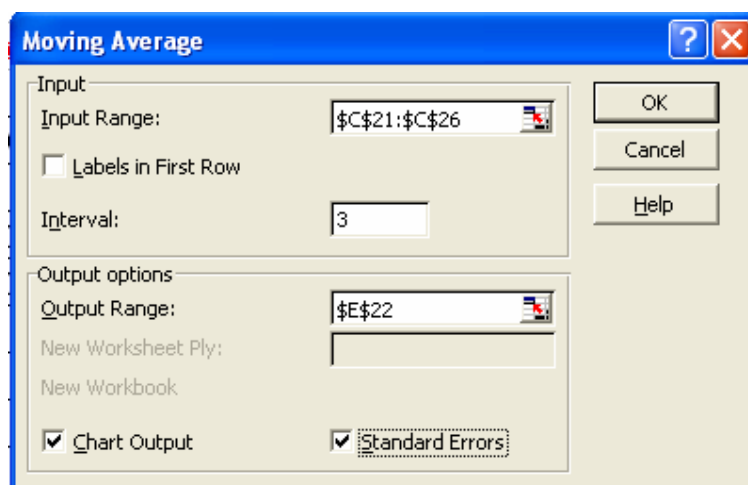 Moving Average
Input
Input Range: $C$21:$C$26
Labels in First Row
Interval: 3
OK
Cancel
Help
Output options
Output Range: $E$22
New Worksheet Ply:
New Workbook
Chart Output Standard Errors